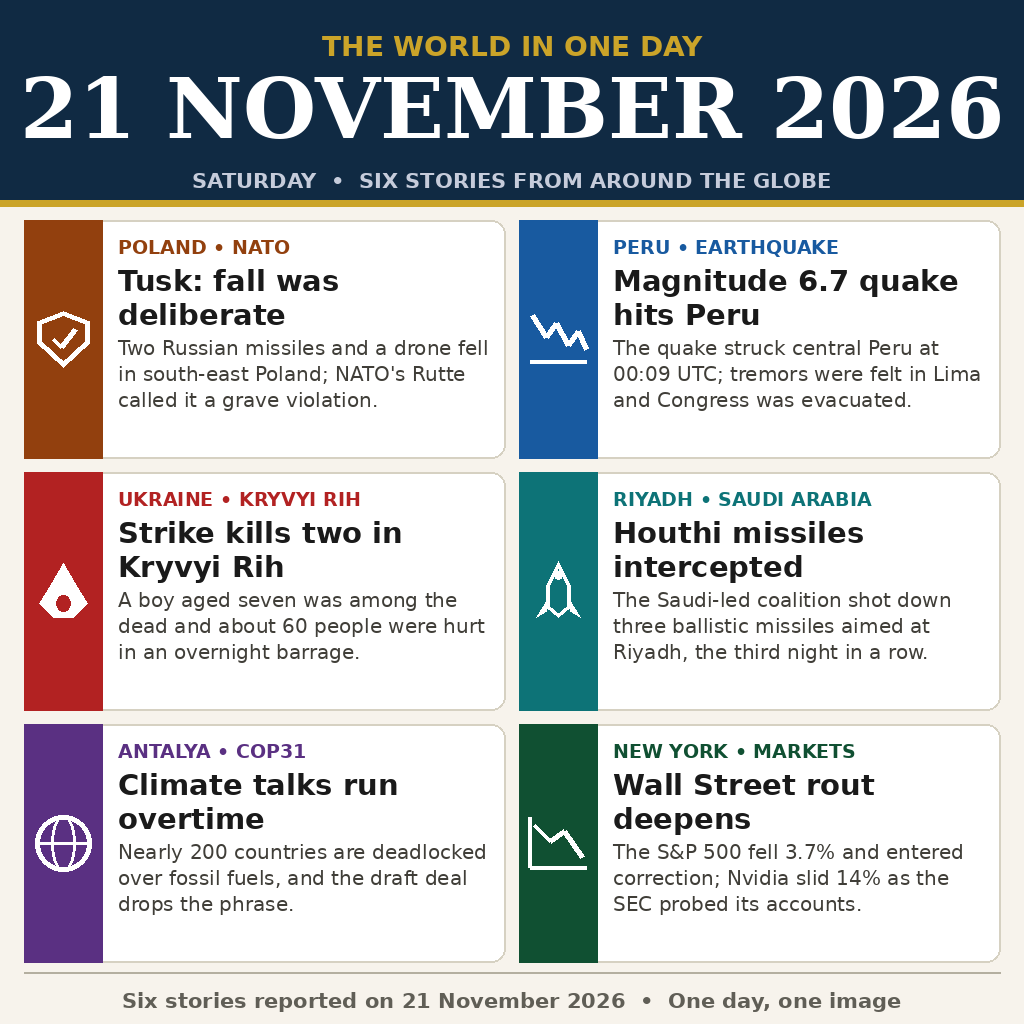 THE WORLD IN ONE DAY
21 NOVEMBER 2026
SATURDAY • SIX STORIES FROM AROUND THE GLOBE
POLAND • NATO
Tusk: fall was
deliberate
Two Russian missiles and a drone fell
in south-east Poland; NATO's Rutte
called it a grave violation.
PERU • EARTHQUAKE
Magnitude 6.7 quake
hits Peru
The quake struck central Peru at
00:09 UTC; tremors were felt in Lima
and Congress was evacuated.
UKRAINE • KRYVYI RIH
Strike kills two in
Kryvyi Rih
A boy aged seven was among the
dead and about 60 people were hurt
in an overnight barrage.
RIYADH • SAUDI ARABIA
Houthi missiles
intercepted
The Saudi-led coalition shot down
three ballistic missiles aimed at
Riyadh, the third night in a row.
ANTALYA • COP31
Climate talks run
overtime
Nearly 200 countries are deadlocked
over fossil fuels, and the draft deal
drops the phrase.
NEW YORK • MARKETS
Wall Street rout
deepens
The S&P 500 fell 3.7% and entered
correction; Nvidia slid 14% as the
SEC probed its accounts.
Six stories reported on 21 November 2026 • One day, one image